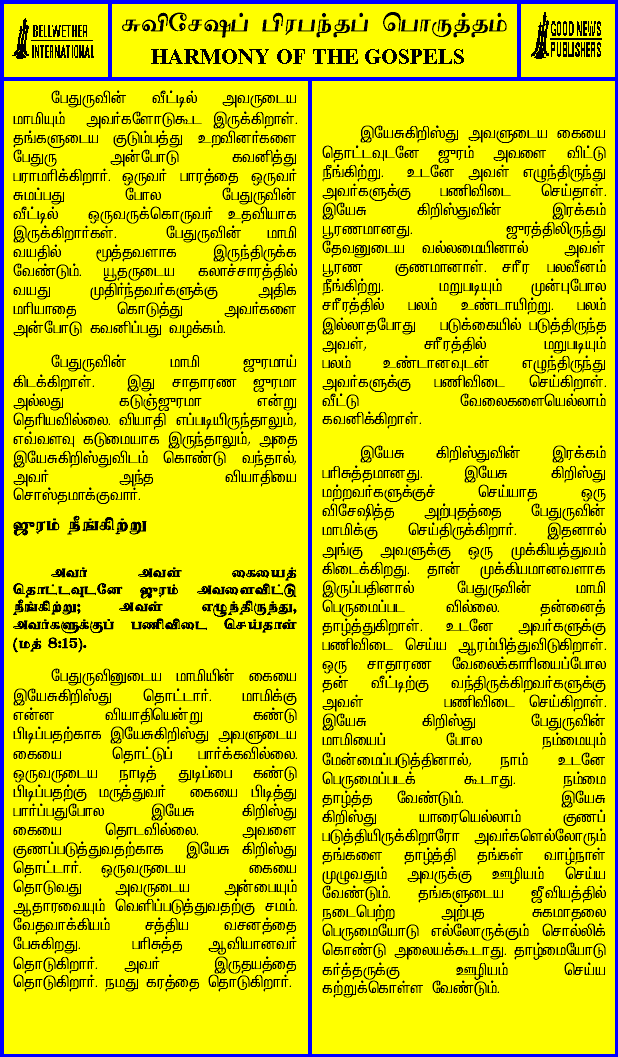 BELLWETHER
INTERNATIONAL
சுவிசேஷப் பிரபந்தப் பொருத்தம்
HARMONY OF THE GOSPELS
GOOD NEWS
PUBLISHERS
பேதுருவின் வீட்டில் அவருடைய
மாமியும் அவர்களோடுகூட இருக்கிறாள்.
தங்களுடைய குடும்பத்து உறவினர்களை
பேதுரு அன்போடு கவனித்து
பராமரிக்கிறார். ஒருவர் பாரத்தை ஒருவர்
சுமப்பது போல பேதுருவின்
வீட்டில் ஒருவருக்கொருவர் உதவியாக
இருக்கிறார்கள். பேதுருவின் மாமி
வயதில் மூத்தவளாக இருந்திருக்க
வேண்டும். யூதருடைய கலாச்சாரத்தில்
வயது முதிர்ந்தவர்களுக்கு அதிக
மரியாதை கொடுத்து அவர்களை
அன்போடு கவனிப்பது வழக்கம்.
பேதுருவின் மாமி ஜுரமாய்
கிடக்கிறாள். இது சாதாரண ஜுரமா
அல்லது கடுஞ்ஜுரமா என்று
தெரியவில்லை. வியாதி எப்படியிருந்தாலும்,
எவ்வளவு கடுமையாக இருந்தாலும், அதை
இயேசுகிறிஸ்துவிடம் கொண்டு வந்தால்,
அவர் அந்த வியாதியை
சொஸ்தமாக்குவார்.
ஜுரம் நீங்கிற்று
அவர் அவள் கையைத்
தொட்டவுடனே ஜுரம் அவளைவிட்டு
நீங்கிற்று; அவள் எழுந்திருந்து,
அவர்களுக்குப் பணிவிடை செய்தாள்
(மத் 8:15).
பேதுருவினுடைய மாமியின் கையை
இயேசுகிறிஸ்து தொட்டார். மாமிக்கு
என்ன வியாதியென்று கண்டு
பிடிப்பதற்காக இயேசுகிறிஸ்து அவளுடைய
கையை தொட்டுப் பார்க்கவில்லை.
ஒருவருடைய நாடித் துடிப்பை கண்டு
பிடிப்பதற்கு மருத்துவர் கையை பிடித்து
பார்ப்பதுபோல இயேசு கிறிஸ்து
கையை தொடவில்லை. அவளை
குணப்படுத்துவதற்காக இயேசு கிறிஸ்து
தொட்டார். ஒருவருடைய கையை
தொடுவது அவருடைய அன்பையும்
ஆதாரவையும் வெளிப்படுத்துவதற்கு சமம்.
வேதவாக்கியம் சத்திய வசனத்தை
பேசுகிறது. பரிசுத்த ஆவியானவர்
தொடுகிறார். அவர் இருதயத்தை
தொடுகிறார். நமது கரத்தை தொடுகிறார்.
இயேசுகிறிஸ்து அவளுடைய கையை
தொட்டவுடனே ஜுரம் அவளை விட்டு
நீங்கிற்று. உடனே அவள் எழுந்திருந்து
அவர்களுக்கு பணிவிடை செய்தாள்.
இயேசு கிறிஸ்துவின் இரக்கம்
பூரணமானது. ஜுரத்திலிருந்து
தேவனுடைய வல்லமையினால் அவள்
பூரண குணமானாள். சரீர பலவீனம்
நீங்கிற்று. மறுபடியும் முன்புபோல
சரீரத்தில் பலம் உண்டாயிற்று. பலம்
இல்லாதபோது படுக்கையில் படுத்திருந்த
அவள், சரீரத்தில் மறுபடியும்
பலம் உண்டானவுடன் எழுந்திருந்து
அவர்களுக்கு பணிவிடை செய்கிறாள்.
வீட்டு வேலைகளையெல்லாம்
கவனிக்கிறாள்.
இயேசு கிறிஸ்துவின் இரக்கம்
பரிசுத்தமானது. இயேசு கிறிஸ்து
மற்றவர்களுக்குச் செய்யாத ஒரு
விசேஷித்த அற்புதத்தை பேதுருவின்
மாமிக்கு செய்திருக்கிறார். இதனால்
அங்கு அவளுக்கு ஒரு முக்கியத்துவம்
கிடைக்கிறது. தான் முக்கியமானவளாக
இருப்பதினால் பேதுருவின் மாமி
பெருமைப்பட வில்லை. தன்னைத்
தாழ்த்துகிறாள். உடனே அவர்களுக்கு
பணிவிடை செய்ய ஆரம்பித்துவிடுகிறாள்.
ஒரு சாதாரண வேலைக்காரியைப்போல
தன் வீட்டிற்கு வந்திருக்கிறவர்களுக்கு
அவள் பணிவிடை செய்கிறாள்.
இயேசு கிறிஸ்து பேதுருவின்
மாமியைப் போல நம்மையும்
மேன்மைப்படுத்தினால், நாம் உடனே
பெருமைப்படக் கூடாது. நம்மை
தாழ்த்த வேண்டும். இயேசு
கிறிஸ்து யாரையெல்லாம் குணப்
படுத்தியிருக்கிறாரோ அவர்களெல்லோரும்
தங்களை தாழ்த்தி தங்கள் வாழ்நாள்
முழுவதும் அவருக்கு ஊழியம் செய்ய
வேண்டும். தங்களுடைய ஜீவியத்தில்
நடைபெற்ற அற்புத சுகமாதலை
பெருமையோடு எல்லோருக்கும் சொல்லிக்
கொண்டு அலையக்கூடாது. தாழ்மையோடு
கர்த்தருக்கு ஊழியம் செய்ய
கற்றுக்கொள்ள வேண்டும்.